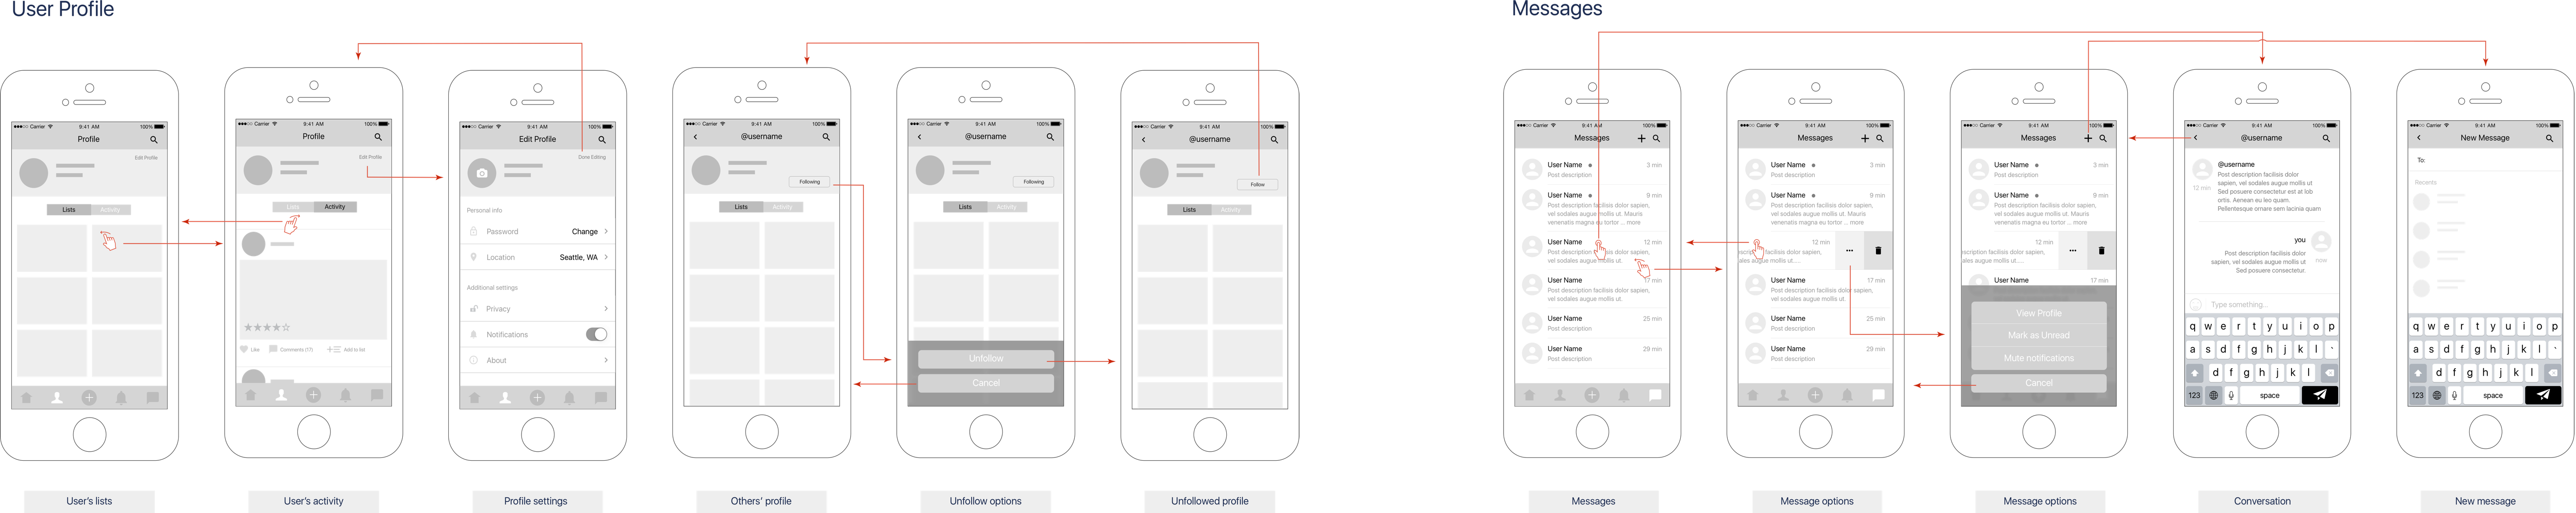 User Profile
Messages
Carrier 9:41 AM 100%
Profile
Edit Profile
Lists Activity
User's lists
Carrier 9:41 AM 100%
Profile
Edit Profile
Lists Activity
Like Comments (17) Add to list
User's activity
Carrier 9:41 AM 100%
Edit Profile
Done Editing
Personal info
Password Change
Location Seattle, WA
Additional settings
Privacy
Notifications
About
Profile settings
Carrier 9:41 AM 100%
@username
Following
Lists Activity
Others' profile
Carrier 9:41 AM 100%
@username
Following
Lists Activity
Unfollow
Cancel
Unfollow options
Carrier 9:41 AM 100%
@username
Follow
Lists Activity
Unfollowed profile
Carrier 9:41 AM 100%
Messages
User Name 3 min
Post description
User Name 9 min
Post description facilisis dolor sapien,
vel sodales augue mollis ut. Mauris
venenatis magna eu tortor ... more
User Name 12 min
Post description facilisis dolor sapien,
vel sodales augue mollis ut.
User Name 17 min
Post description facilisis dolor sapien,
vel sodales augue mollis ut.
User Name 25 min
Post description
User Name 29 min
Post description
Messages
Carrier 9:41 AM 100%
Messages
User Name 3 min
Post description
User Name 9 min
Post description facilisis dolor sapien,
vel sodales augue mollis ut. Mauris
venenatis magna eu tortor ... more
12 min
escription facilisis dolor sapien,
ales augue mollis ut....
User Name 17 min
Post description facilisis dolor sapien,
vel sodales augue mollis ut.
User Name 25 min
Post description
User Name 29 min
Post description
Message options
Carrier 9:41 AM 100%
Messages
User Name 3 min
Post description
User Name 9 min
Post description facilisis dolor sapien,
vel sodales augue mollis ut. Mauris
venenatis magna eu tortor ... more
12 min
escription facilisis dolor sapien,
ales augue mollis ut....
User Name 17 min
View Profile
Mark as Unread
Mute notifications
Cancel
Message options
Carrier 9:41 AM 100%
@username
@username
12 min
Post description facilisis dolor
sapien, vel sodales augue mollis ut
Sed posuere consectetur est at lob
ortis. Aenean eu leo quam.
Pellentesque ornare sem lacinia quam
you
now
Post description facilisis dolor
sapien, vel sodales augue mollis ut
Sed posuere consectetur.
Type something...
q w e r t y u i o p
a s d f g h j k l `
d f g h j k l
123 space
Conversation
Carrier 9:41 AM 100%
New Message
To:
Recents
q w e r t y u i o p
a s d f g h j k l `
d f g h j k l
123 space
New message